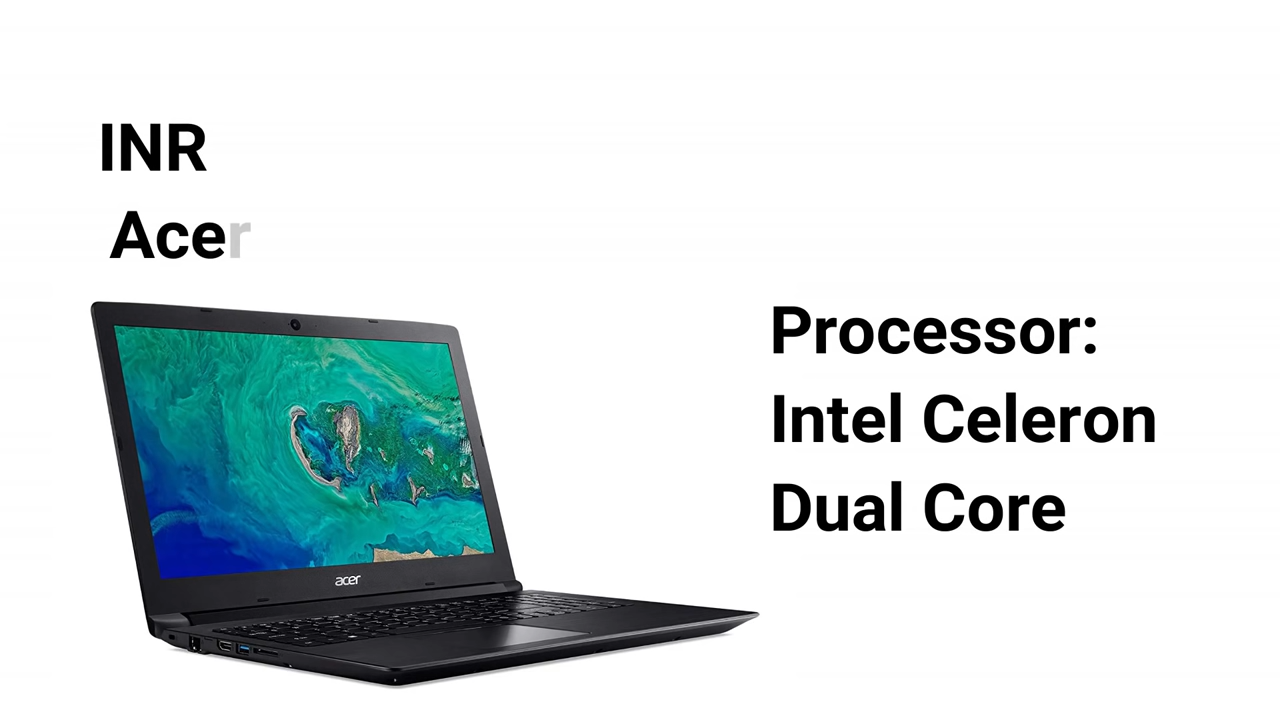 INR
Acer
acer
Processor:
Intel Celeron
Dual Core